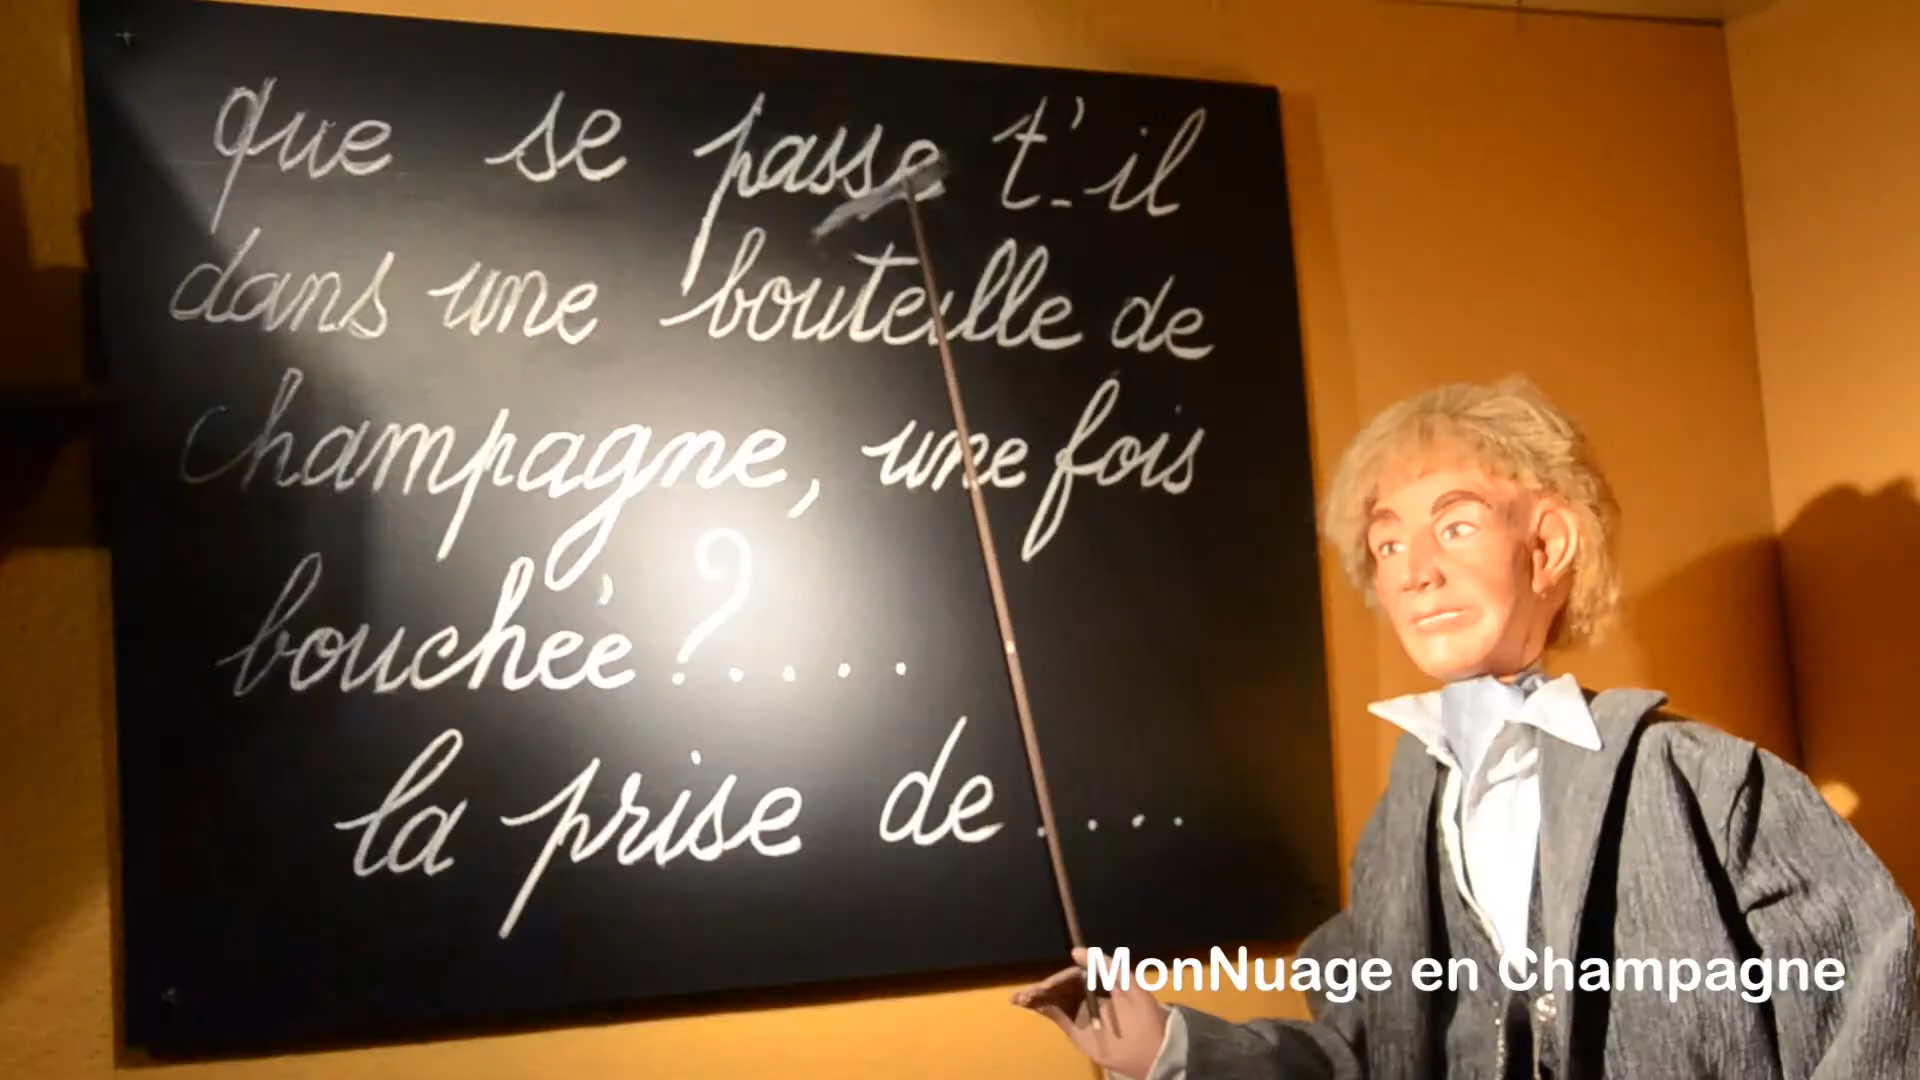 que se passe t'-il
dans une bouteille de
champagne, une fois
bouchée ?....
la prise de ....
MonNuage en Champagne